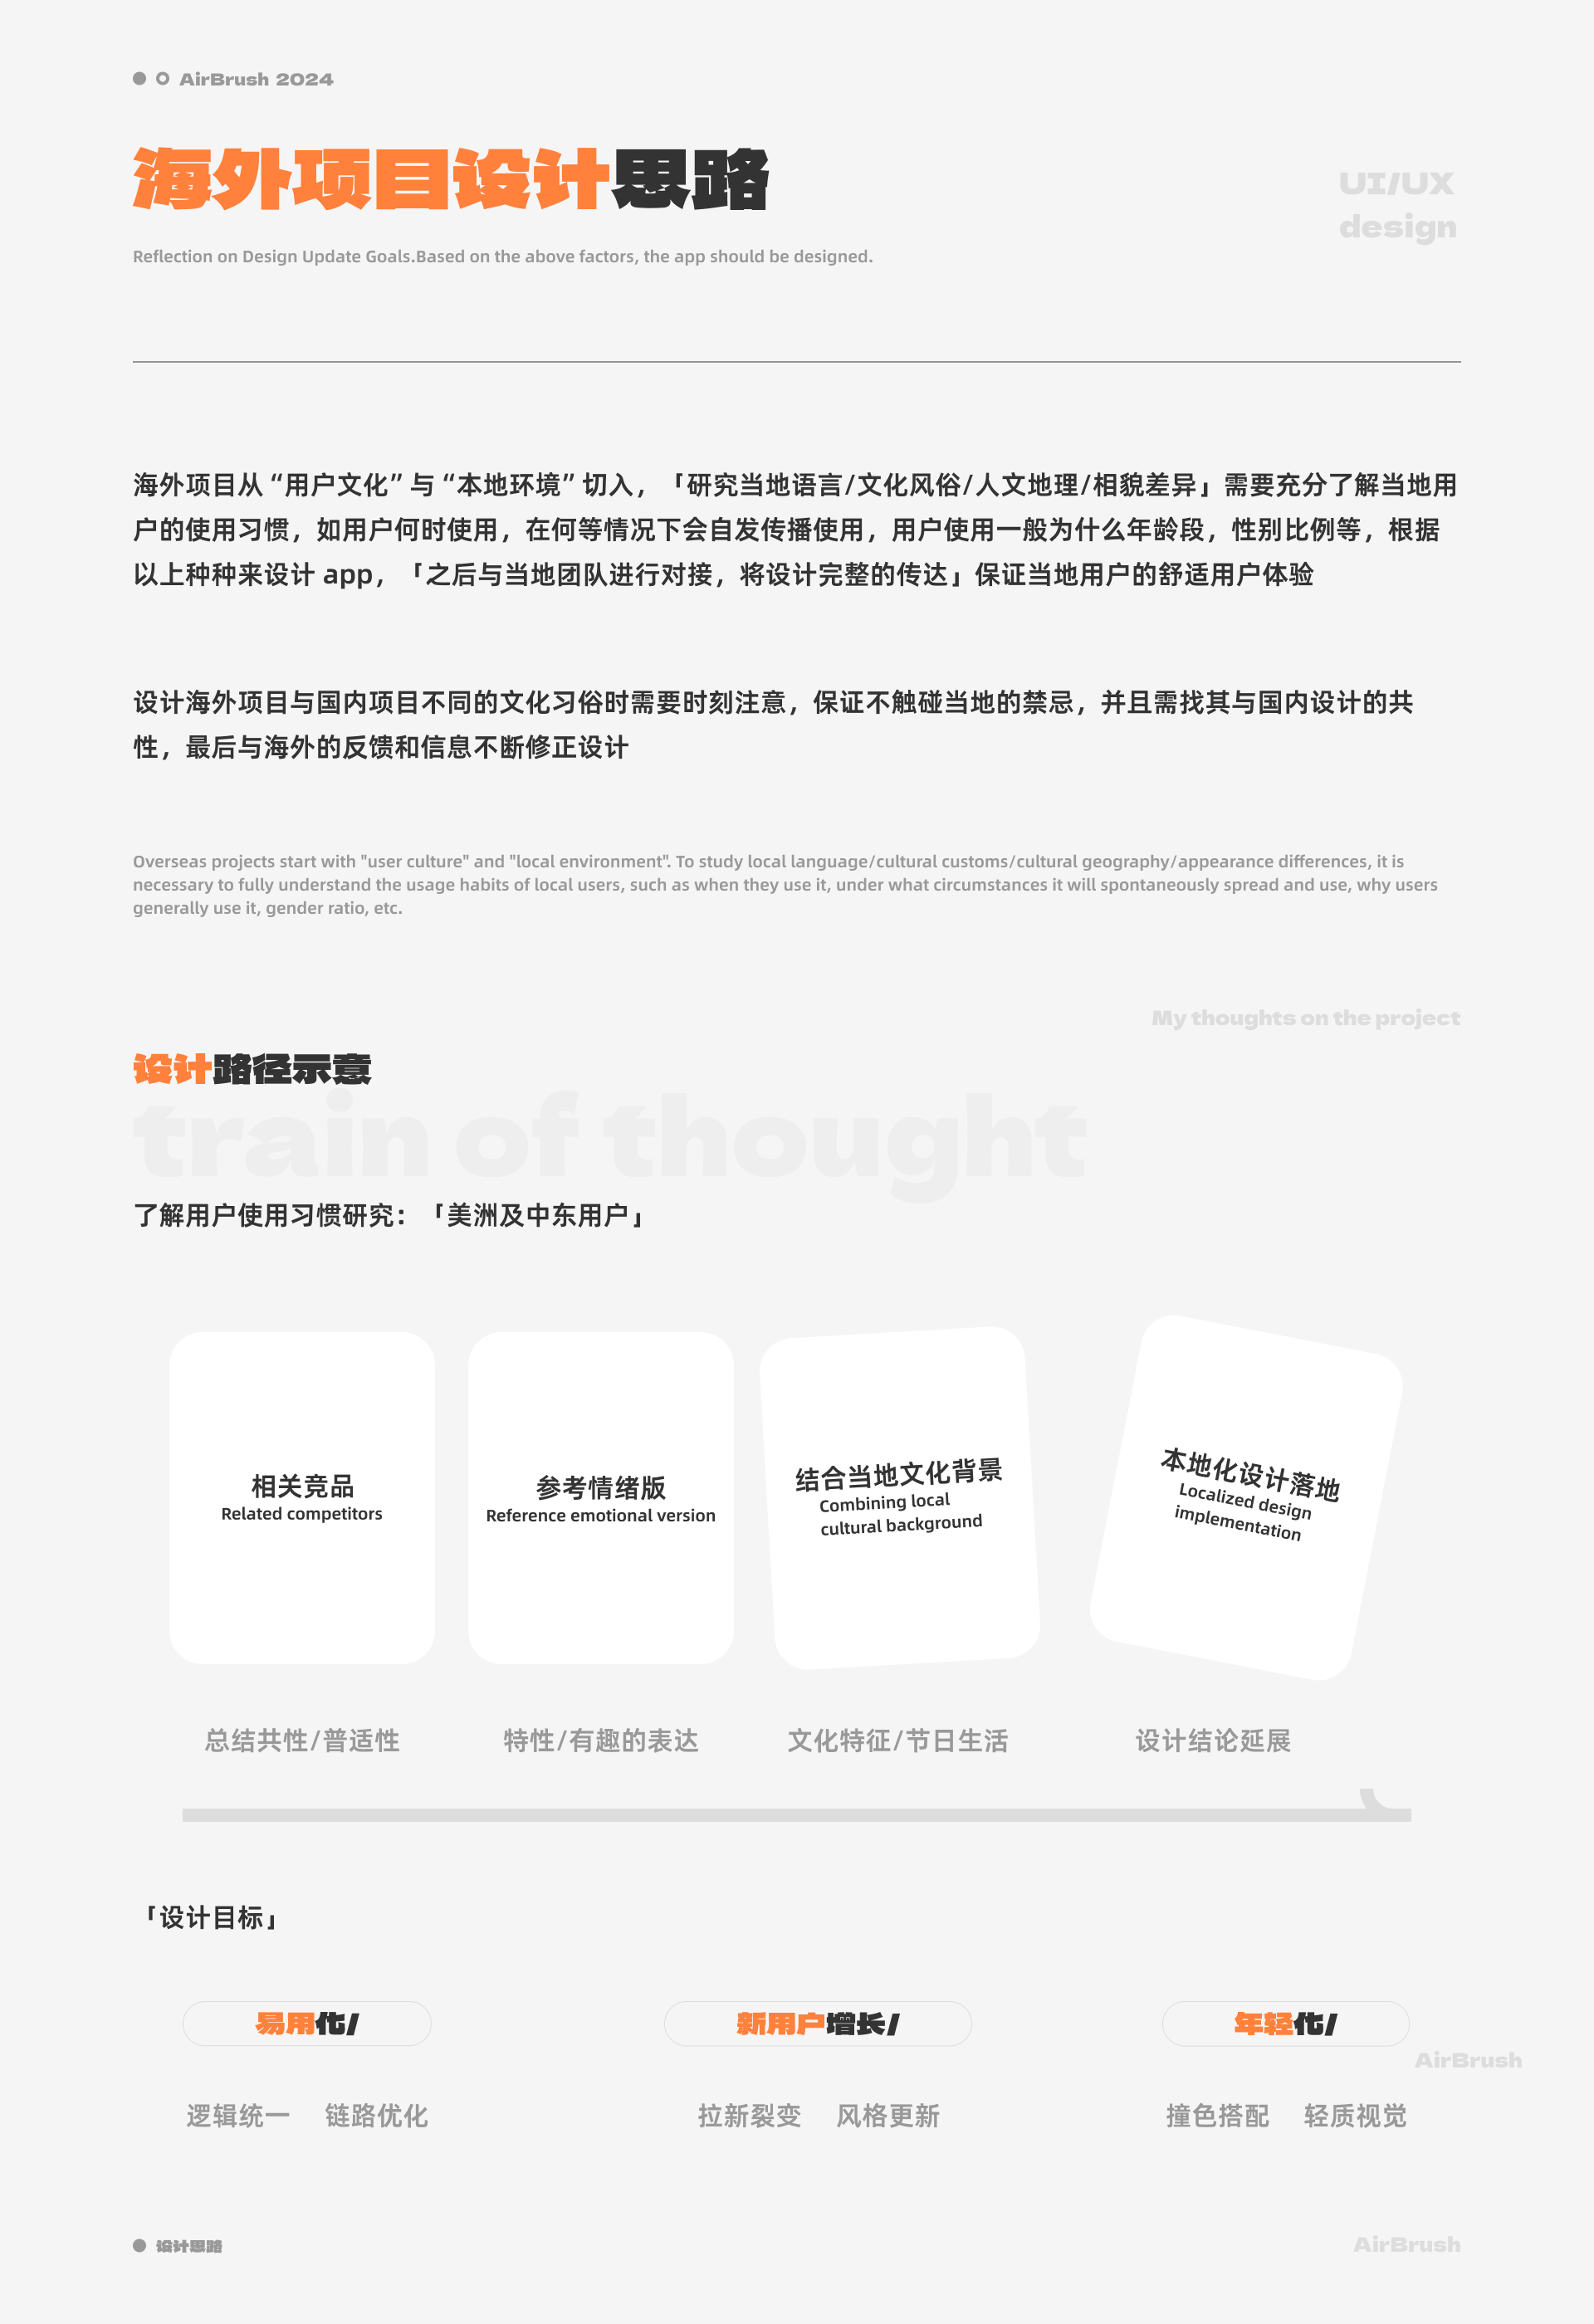 AirBrush 2024
海外项目设计思路
UI/UX
design
Reflection on Design Update Goals.Based on the above factors, the app should be designed.
海外项目从“用户文化”与“本地环境”切入，「研究当地语言/文化风俗/人文地理/相貌差异」需要充分了解当地用
户的使用习惯，如用户何时使用，在何等情况下会自发传播使用，用户使用一般为什么年龄段，性别比例等，根据
以上种种来设计 app，「之后与当地团队进行对接，将设计完整的传达」保证当地用户的舒适用户体验
设计海外项目与国内项目不同的文化习俗时需要时刻注意，保证不触碰当地的禁忌，并且需找其与国内设计的共
性，最后与海外的反馈和信息不断修正设计
Overseas projects start with "user culture" and "local environment". To study local language/cultural customs/cultural geography/appearance differences, it is
necessary to fully understand the usage habits of local users, such as when they use it, under what circumstances it will spontaneously spread and use, why users
generally use it, gender ratio, etc.
My thoughts on the project
设计路径示意
train of thought
了解用户使用习惯研究：「美洲及中东用户」
相关竞品
Related competitors
参考情绪版
Reference emotional version
结合当地文化背景
Combining local
cultural background
本地化设计落地
Localized design
implementation
总结共性/普适性
特性/有趣的表达
文化特征/节日生活
设计结论延展
「设计目标」
易用化/
新用户增长/
年轻化/
AirBrush
逻辑统一 链路优化
拉新裂变 风格更新
撞色搭配 轻质视觉
设计思路
AirBrush